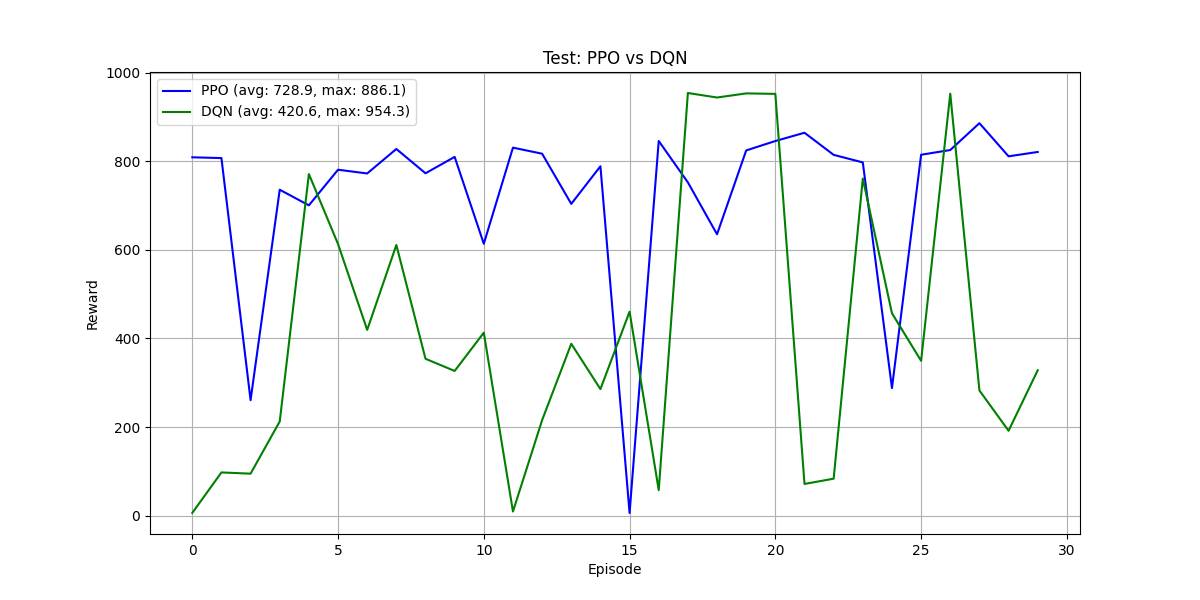 Test: PPO vs DQN
PPO (avg: 728.9, max: 886.1)
DQN (avg: 420.6, max: 954.3)
1000
800
600
400
200
0
Reward
0 5 10 15 20 25 30
Episode